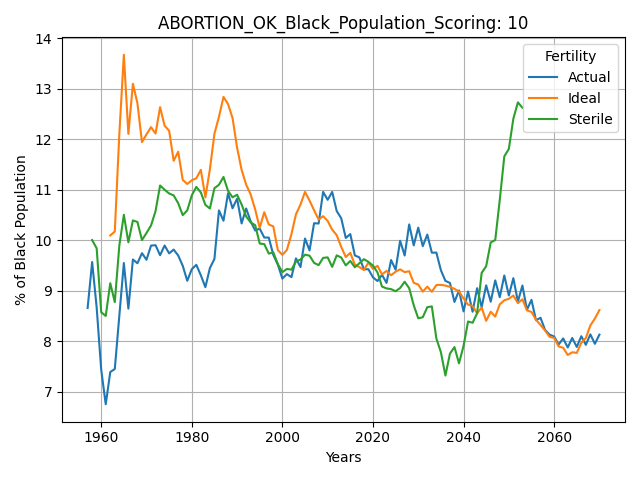 ABORTION_OK_Black_Population_Scoring: 10
14
13
12
11
10
9
8
7
% of Black Population
Fertility
Actual
Ideal
Sterile
1960
1980
2000
2020
2040
2060
Years